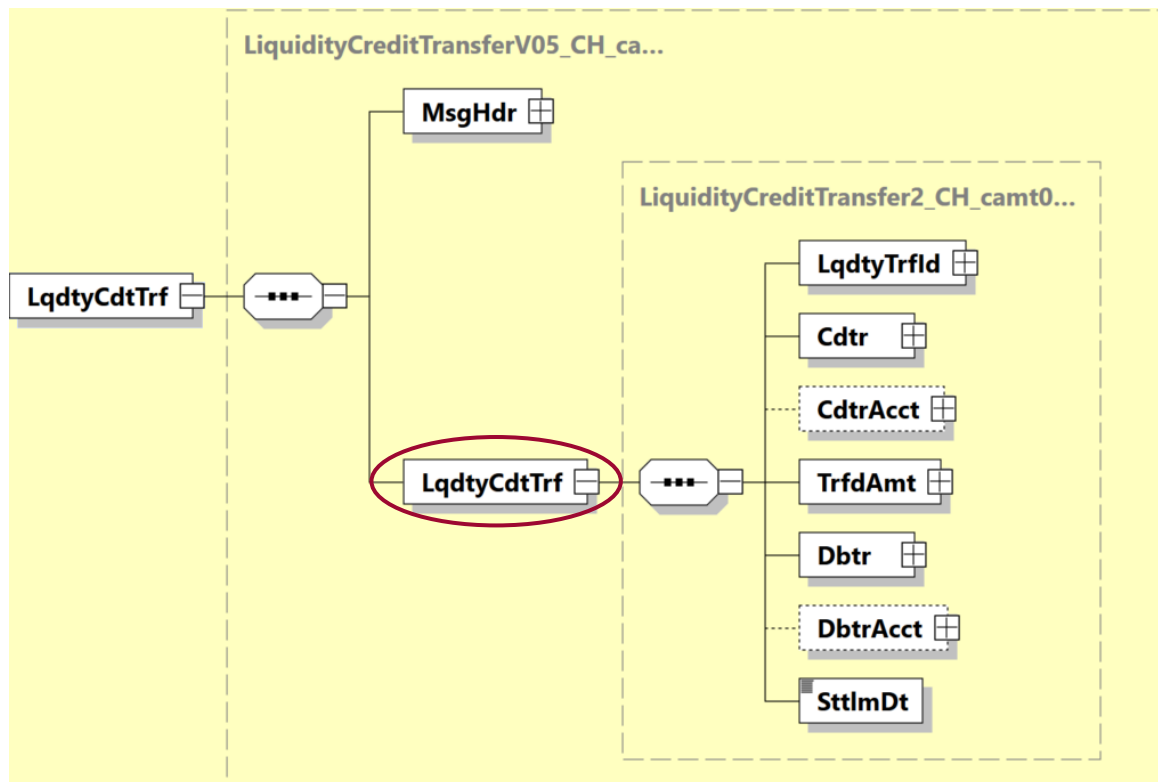 LiquidityCreditTransferV05_CH_ca...
MsgHdr
LiquidityCreditTransfer2_CH_camt0...
LqdtyTrfId
LqdtyCdtTrf
Cdtr
CdtrAcct
LqdtyCdtTrf
TrfdAmt
Dbtr
DbtrAcct
SttlmDt